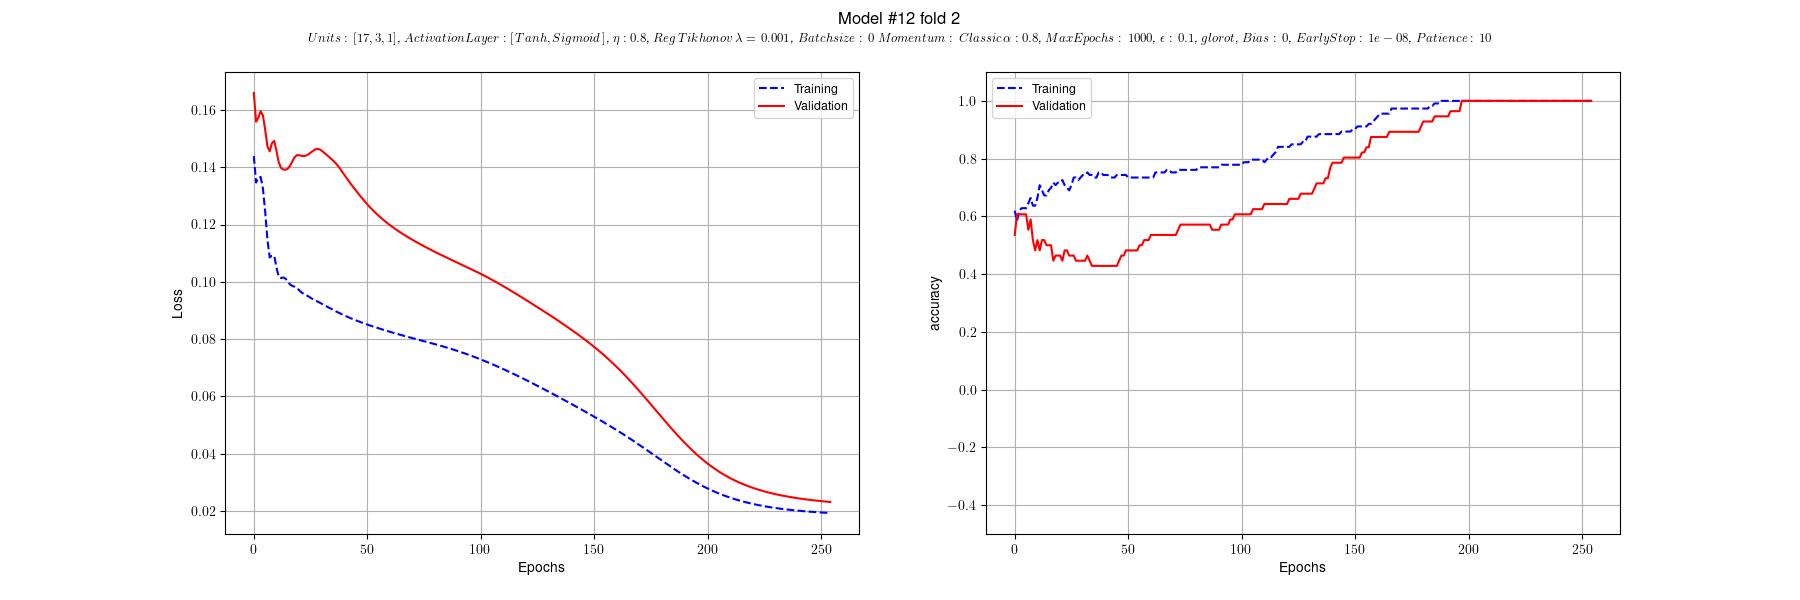 Model #12 fold 2
Units : [17, 3, 1], ActivationLayer : [Tanh, Sigmoid], η : 0.8, Reg Tikhonov λ = 0.001, Batchsize : 0 Momentum : Classic α : 0.8, MaxEpochs : 1000, ϵ : 0.1, glorot, Bias : 0, EarlyStop : 1e − 08, Patience : 10
Training
Validation
0.16
0.14
0.12
0.10
0.08
0.06
0.04
0.02
Loss
0 50 100 150 200 250
Epochs
Training
Validation
1.0
0.8
0.6
0.4
0.2
0.0
−0.2
−0.4
accuracy
0 50 100 150 200 250
Epochs